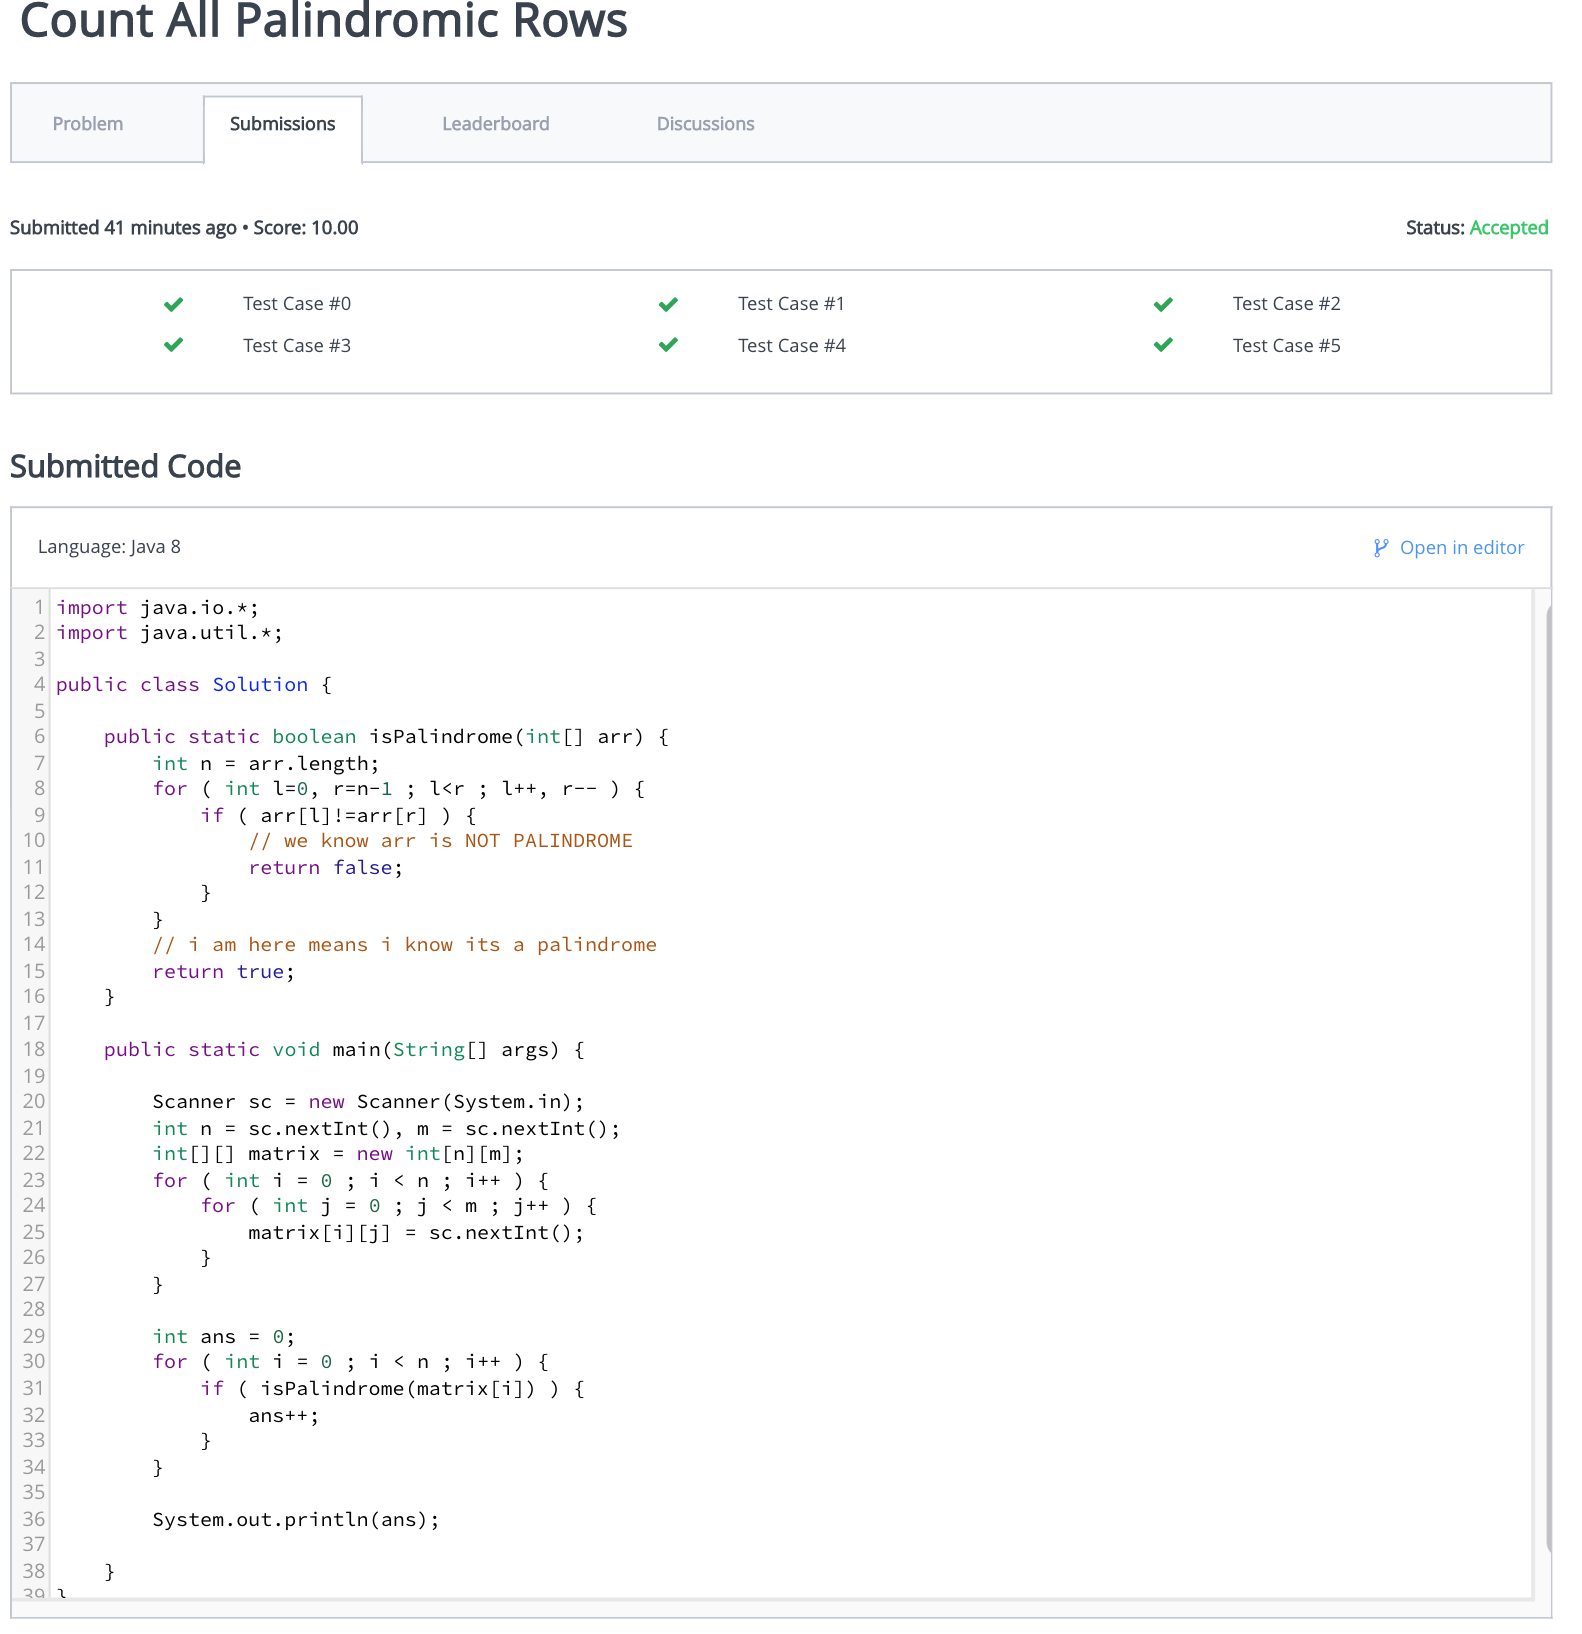 Count All Palindromic Rows
Problem Submissions Leaderboard Discussions
Submitted 41 minutes ago • Score: 10.00 Status: Accepted
Test Case #0 Test Case #1 Test Case #2
Test Case #3 Test Case #4 Test Case #5
Submitted Code
Language: Java 8 Open in editor
1 import java.io.*;
2 import java.util.*;
3
4 public class Solution {
5
6     public static boolean isPalindrome(int[] arr) {
7         int n = arr.length;
8         for ( int l=0, r=n-1 ; l<r ; l++, r-- ) {
9             if ( arr[l]!=arr[r] ) {
10                 // we know arr is NOT PALINDROME
11                 return false;
12             }
13         }
14         // i am here means i know its a palindrome
15         return true;
16     }
17
18     public static void main(String[] args) {
19
20         Scanner sc = new Scanner(System.in);
21         int n = sc.nextInt(), m = sc.nextInt();
22         int[][] matrix = new int[n][m];
23         for ( int i = 0 ; i < n ; i++ ) {
24             for ( int j = 0 ; j < m ; j++ ) {
25                 matrix[i][j] = sc.nextInt();
26             }
27         }
28
29         int ans = 0;
30         for ( int i = 0 ; i < n ; i++ ) {
31             if ( isPalindrome(matrix[i]) ) {
32                 ans++;
33             }
34         }
35
36         System.out.println(ans);
37
38     }
39 }